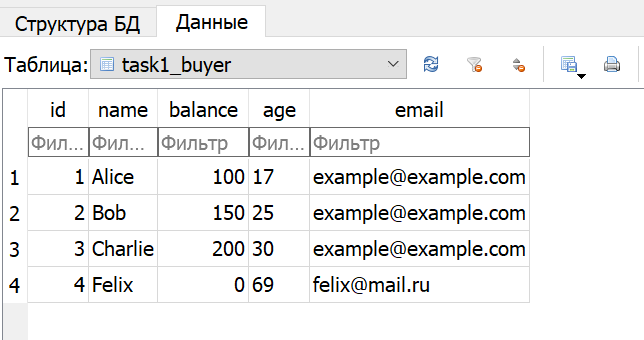 Структура БД Данные
Таблица: task1_buyer
id name balance age email
Фил... Фил... Фильтр Фил... Фильтр
1 1 Alice 100 17 example@example.com
2 2 Bob 150 25 example@example.com
3 3 Charlie 200 30 example@example.com
4 4 Felix 0 69 felix@mail.ru